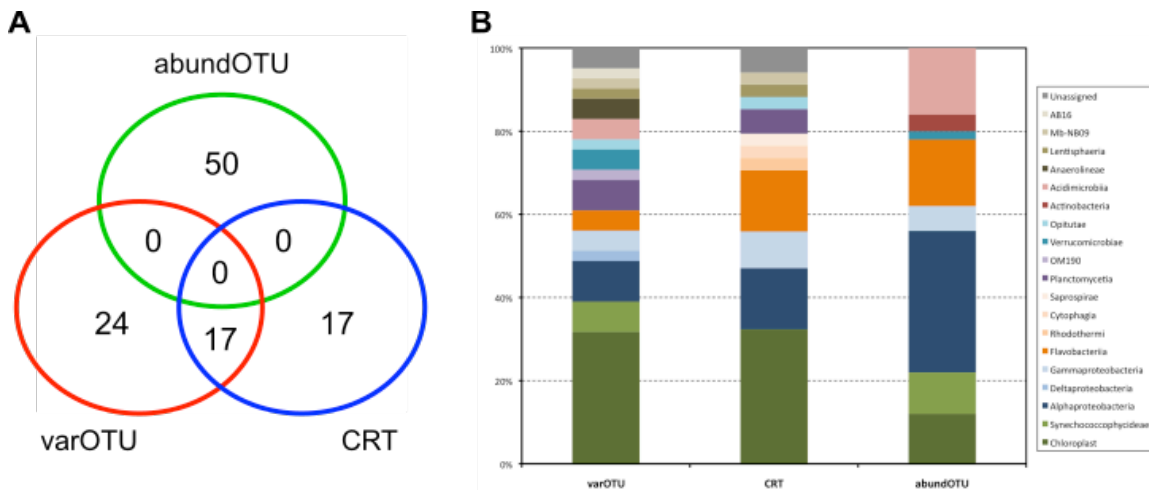 A
abundOTU
50
0
0
0
24
17
17
varOTU
CRT
B
100%
80%
60%
40%
20%
0%
varOTU
CRT
abundOTU
Unassigned
AB16
Mb-NB09
Lentisphaeria
Anaerolineae
Acidimicrobiia
Actinobacteria
Opitutae
Verrucomicrobiae
OM190
Planctomycetia
Saprospirae
Cytophagia
Rhodothermi
Flavobacteriia
Gammaproteobacteria
Deltaproteobacteria
Alphaproteobacteria
Synechococcophycideae
Chloroplast